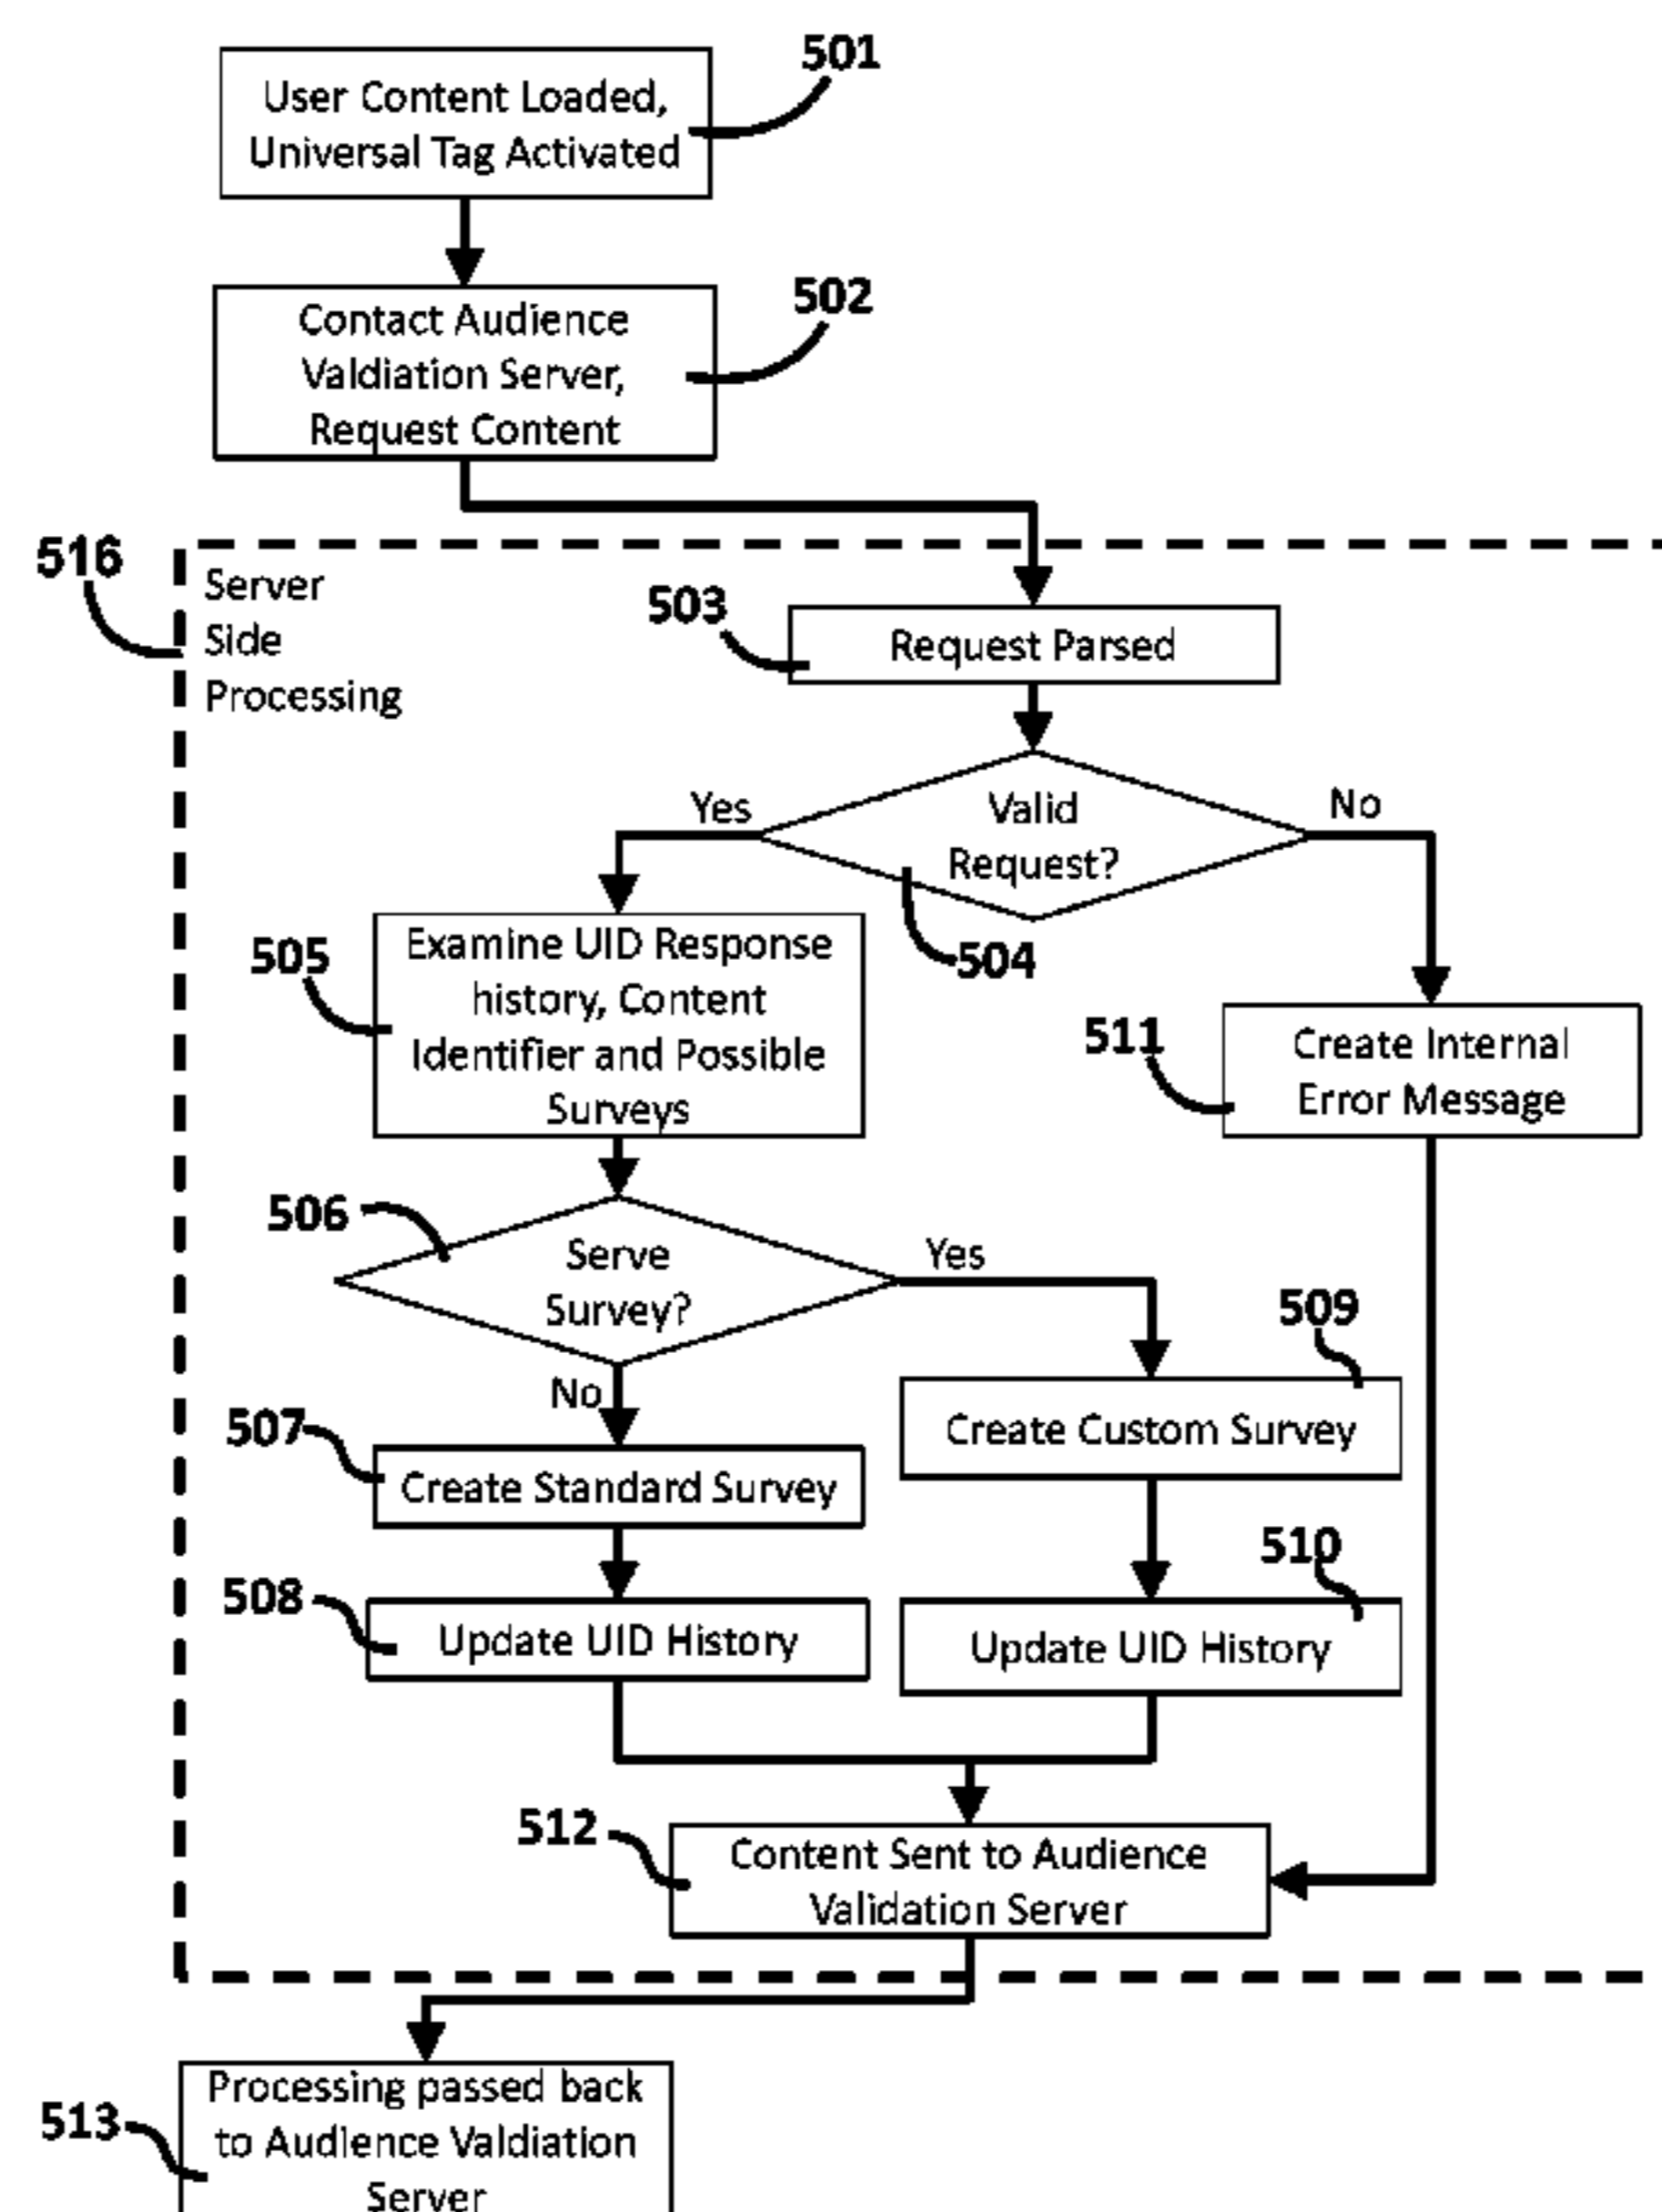 501
User Content Loaded,
Universal Tag Activated
502
Contact Audience
Valdiation Server,
Request Content
516
Server
Side
Processing
503
Request Parsed
Yes
Valid
Request?
No
504
505
Examine UID Response
history, Content
Identifier and Possible
Surveys
511
Create Internal
Error Message
506
Serve
Survey?
Yes
No
509
Create Custom Survey
507
Create Standard Survey
510
508
Update UID History
Update UID History
512
Content Sent to Audience
Validation Server
513
Processing passed back
to Audience Valdiation
Server